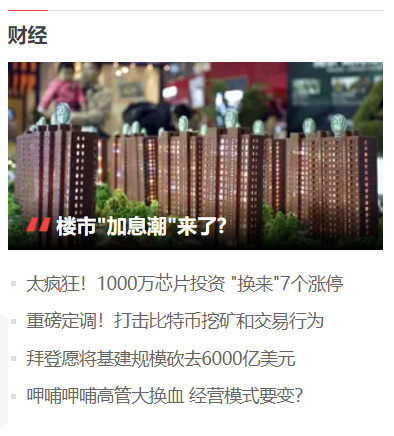 财经
楼市"加息潮"来了?
太疯狂！1000万芯片投资 "换来"7个涨停
重磅定调！打击比特币挖矿和交易行为
拜登愿将基建规模砍去6000亿美元
呷哺呷哺高管大换血 经营模式要变?